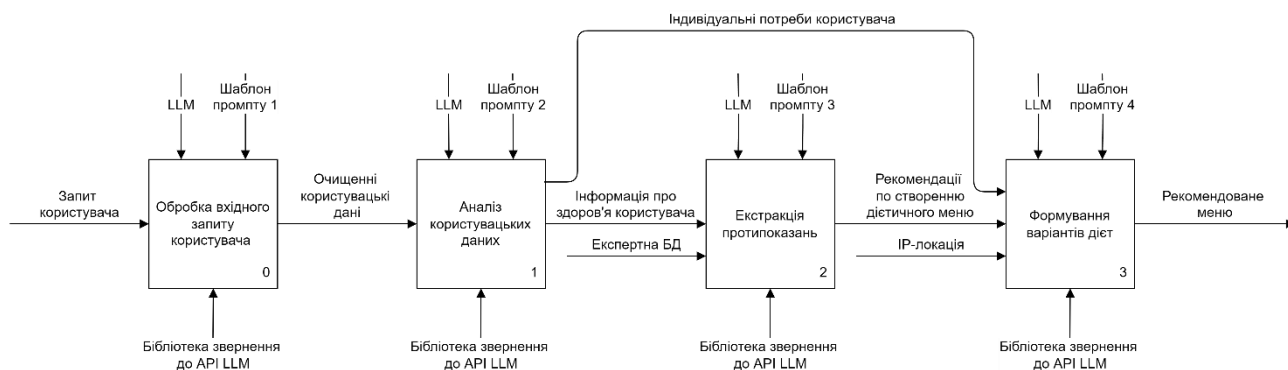 Індивідуальні потреби користувача
LLM
Шаблон
промпту 1
LLM
Шаблон
промпту 2
LLM
Шаблон
промпту 3
LLM
Шаблон
промпту 4
Запит
користувача
Обробка вхідного
запиту
користувача
0
Очищенні
користувацькі
дані
Аналіз
користувацьких
даних
1
Інформація про
здоров'я користувача
Експертна БД
Екстракція
протипоказань
2
Рекомендації
по створенню
дієтичного меню
IP-локація
Формування
варіантів дієт
3
Рекомендоване
меню
Бібліотека звернення
до API LLM
Бібліотека звернення
до API LLM
Бібліотека звернення
до API LLM
Бібліотека звернення
до API LLM